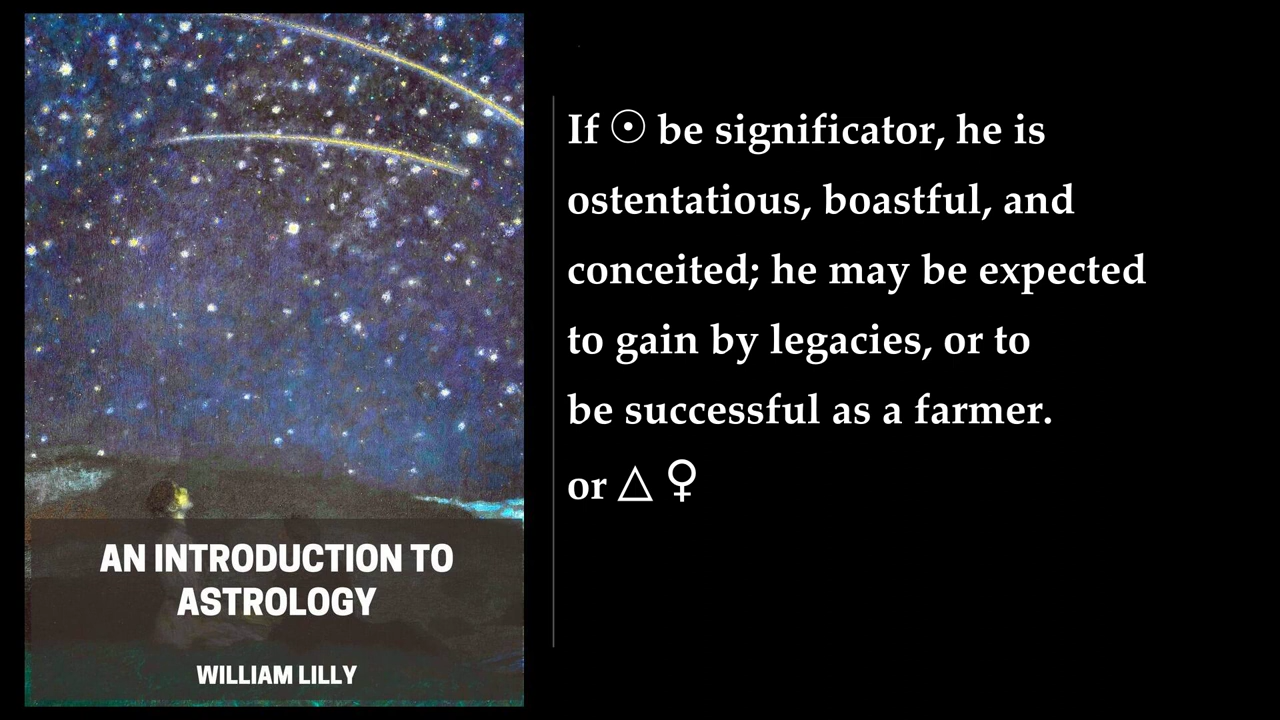 AN INTRODUCTION TO
ASTROLOGY
WILLIAM LILLY
If ☉ be significator, he is
ostentatious, boastful, and
conceited; he may be expected
to gain by legacies, or to
be successful as a farmer.
or △ ♀